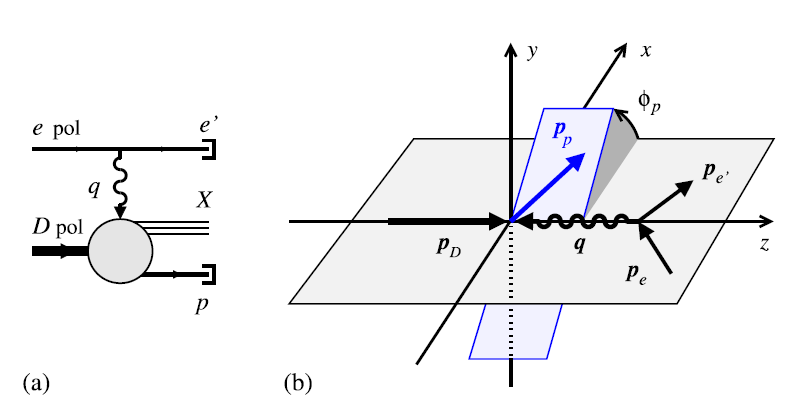 e pol
e'
q
X
D pol
p
(a)
y
x
ϕp
pp
pe'
pD
q
z
pe
(b)